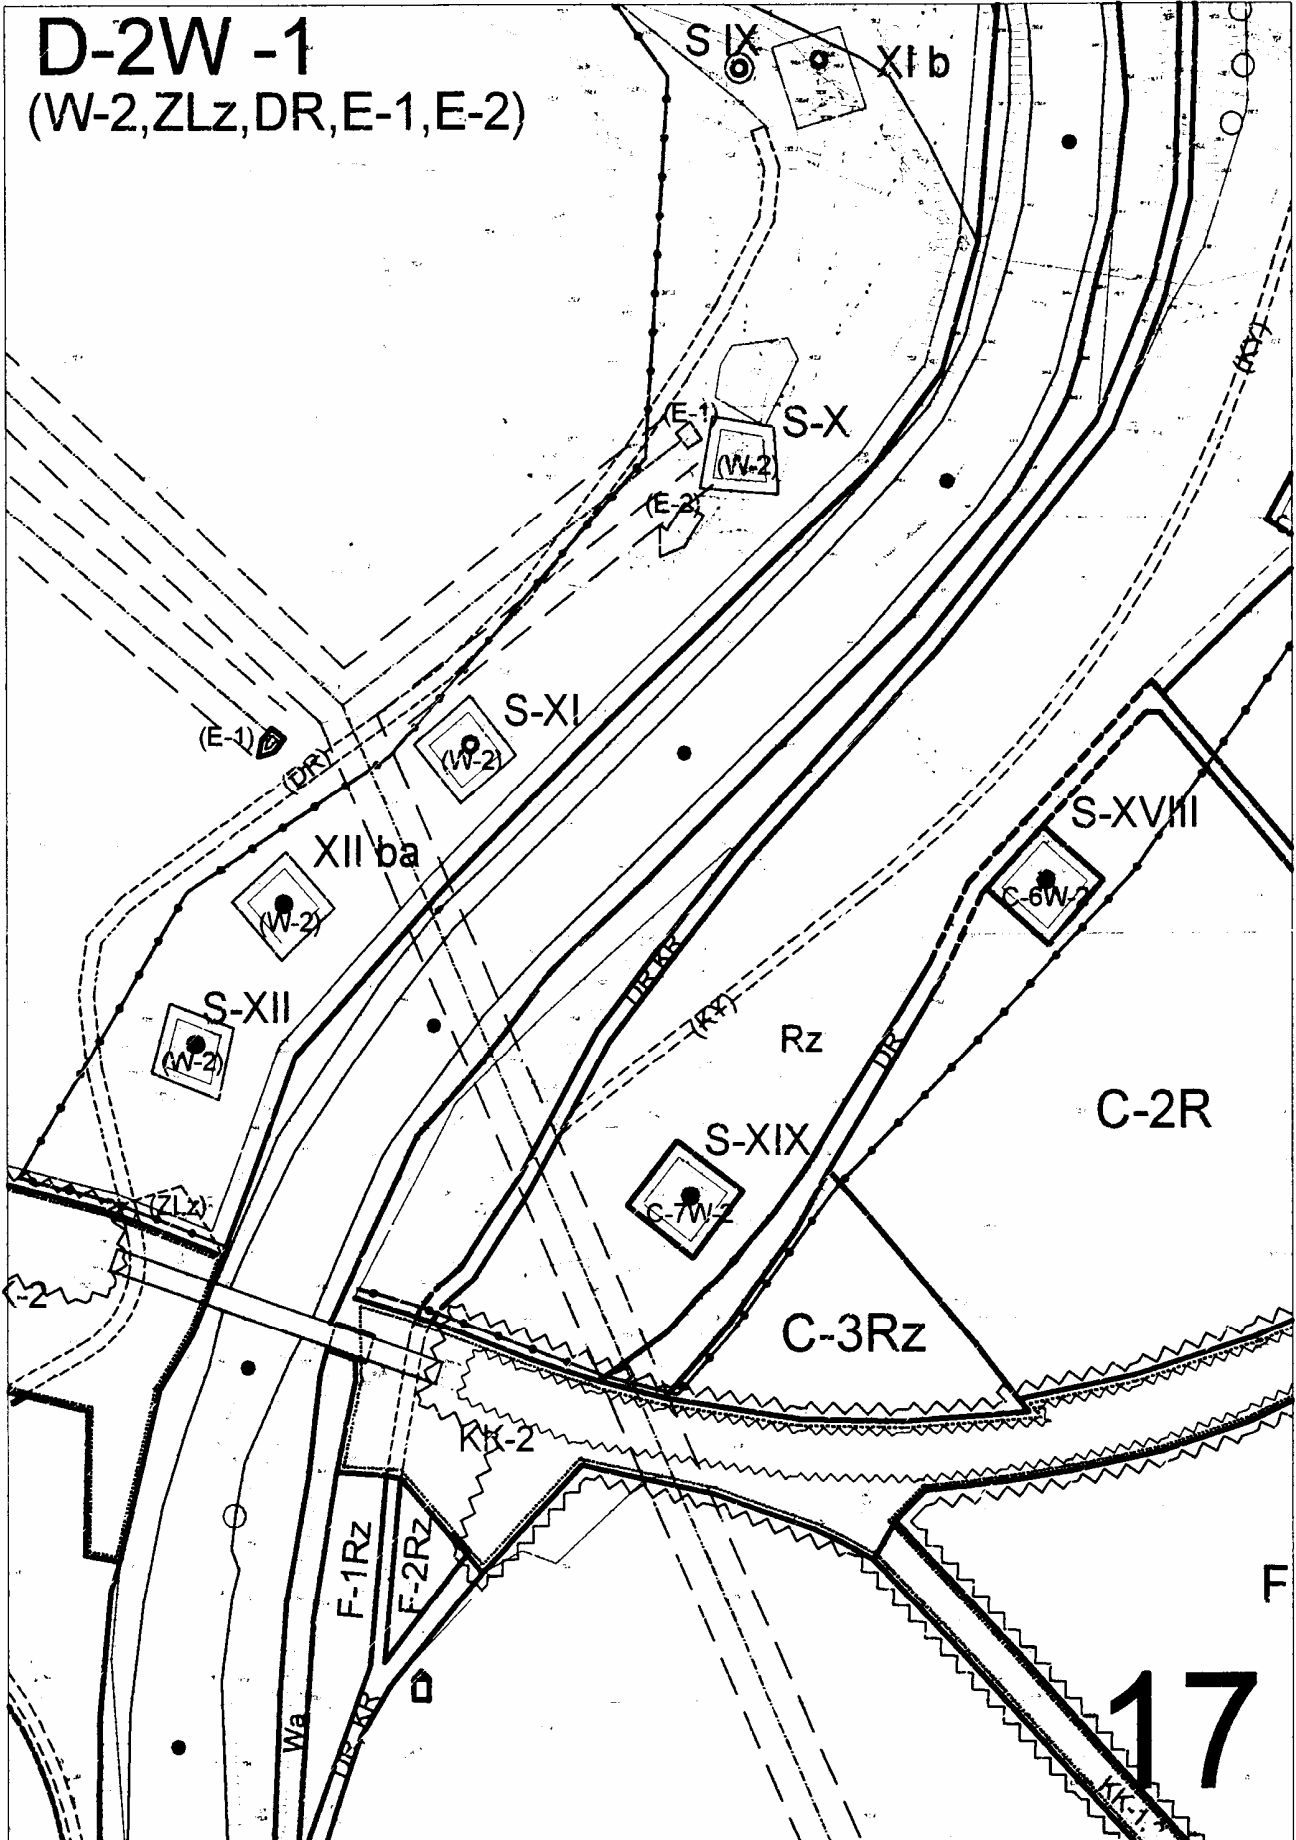 D-2W -1
(W-2,ZLz,DR,E-1,E-2)
S IX
XI b
(KY)
(E-1)
S-X
(W-2)
(E-2)
S-XI
(W-2)
(E-1)
(DR)
XII ba
(W-2)
S-XVIII
C-6W-2
DR KR
S-XII
(W-2)
(KY)
Rz
DR
C-2R
S-XIX
C-7W-2
(ZLz)
-2
C-3Rz
KK-2
F-1Rz
F-2Rz
F
Wa
DR, KR
17
KK-1